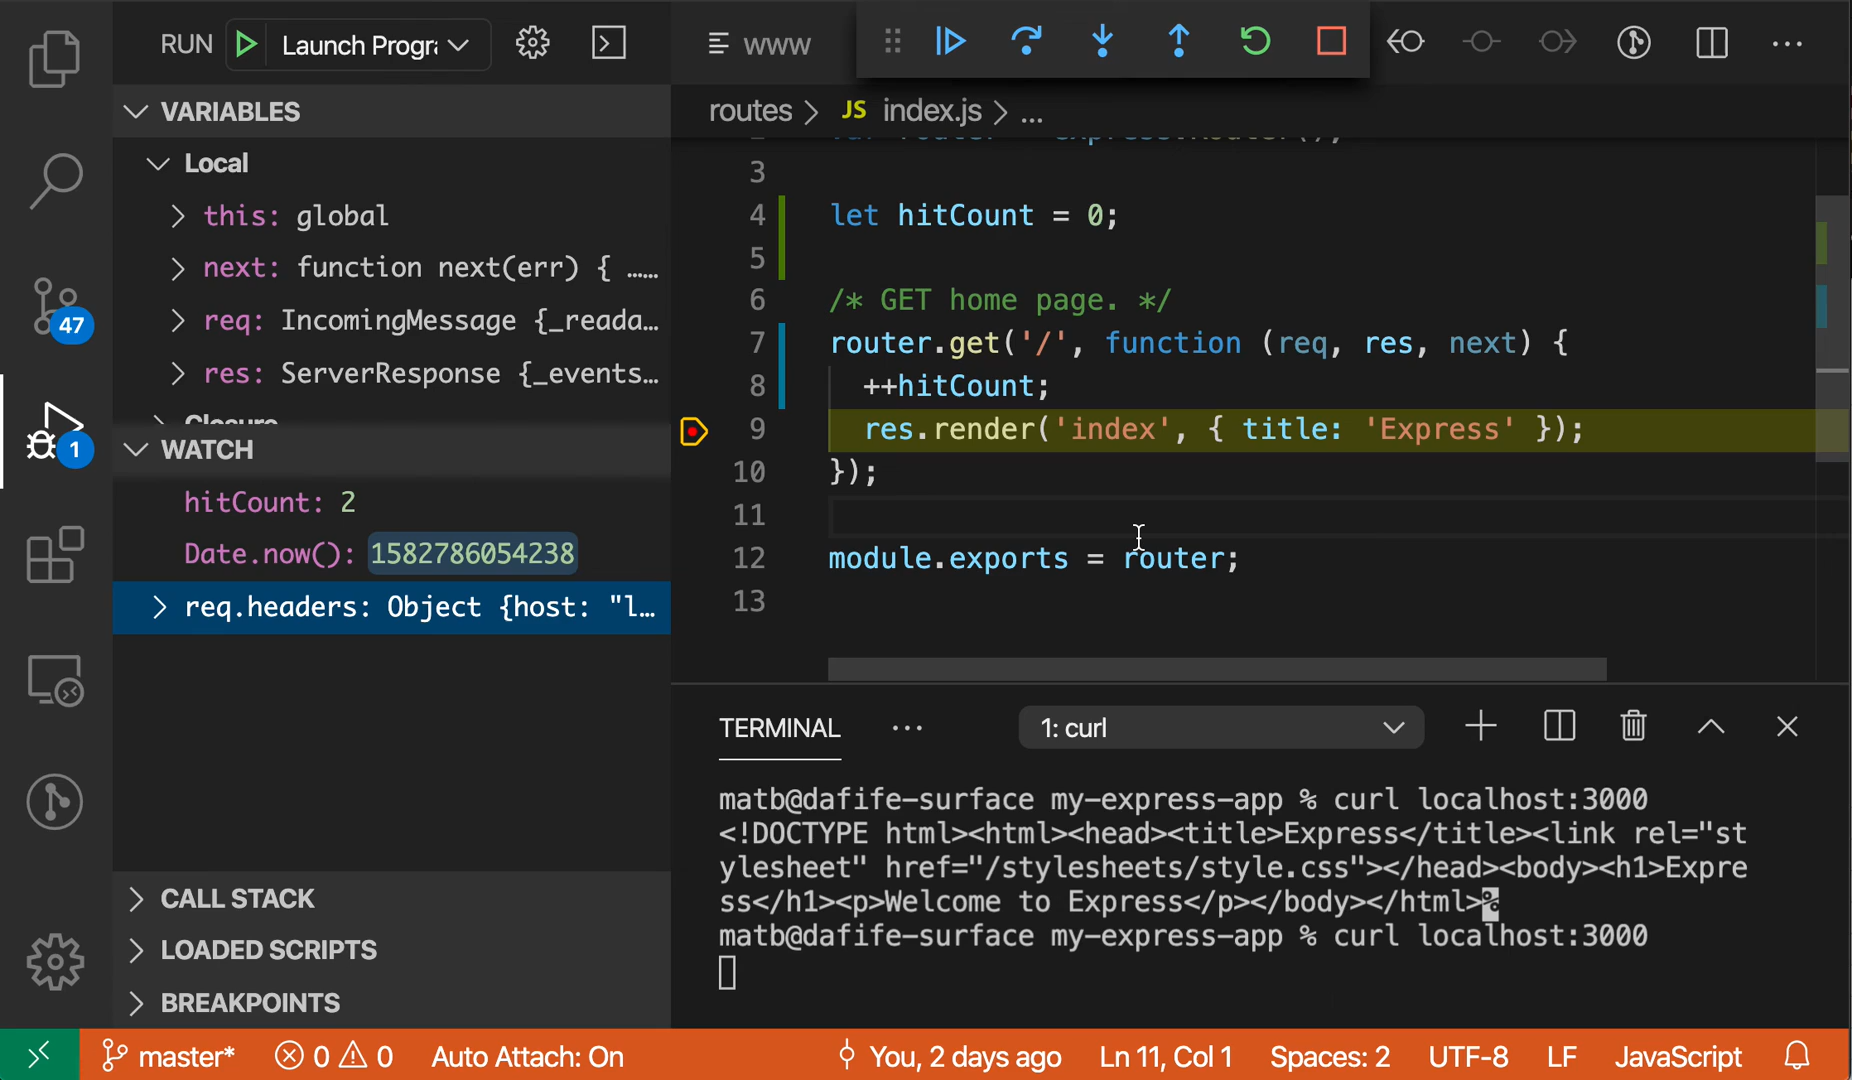 RUN Launch Progr
www
VARIABLES
routes > JS index.js > ...
Local
this: global
next: function next(err) { ……
req: IncomingMessage {_reada…
res: ServerResponse {_events…
Closure
WATCH
hitCount: 2
Date.now(): 1582786054238
req.headers: Object {host: "l…
CALL STACK
LOADED SCRIPTS
BREAKPOINTS
47
1
2 var router = express.Router();
3
4 let hitCount = 0;
5
6 /* GET home page. */
7 router.get('/', function (req, res, next) {
8 ++hitCount;
9 res.render('index', { title: 'Express' });
10 });
11
12 module.exports = router;
13
TERMINAL ... 1: curl
matb@dafife-surface my-express-app % curl localhost:3000
<!DOCTYPE html><html><head><title>Express</title><link rel="st
ylesheet" href="/stylesheets/style.css"></head><body><h1>Expre
ss</h1><p>Welcome to Express</p></body></html>%
matb@dafife-surface my-express-app % curl localhost:3000
master* 0 0 Auto Attach: On You, 2 days ago Ln 11, Col 1 Spaces: 2 UTF-8 LF JavaScript